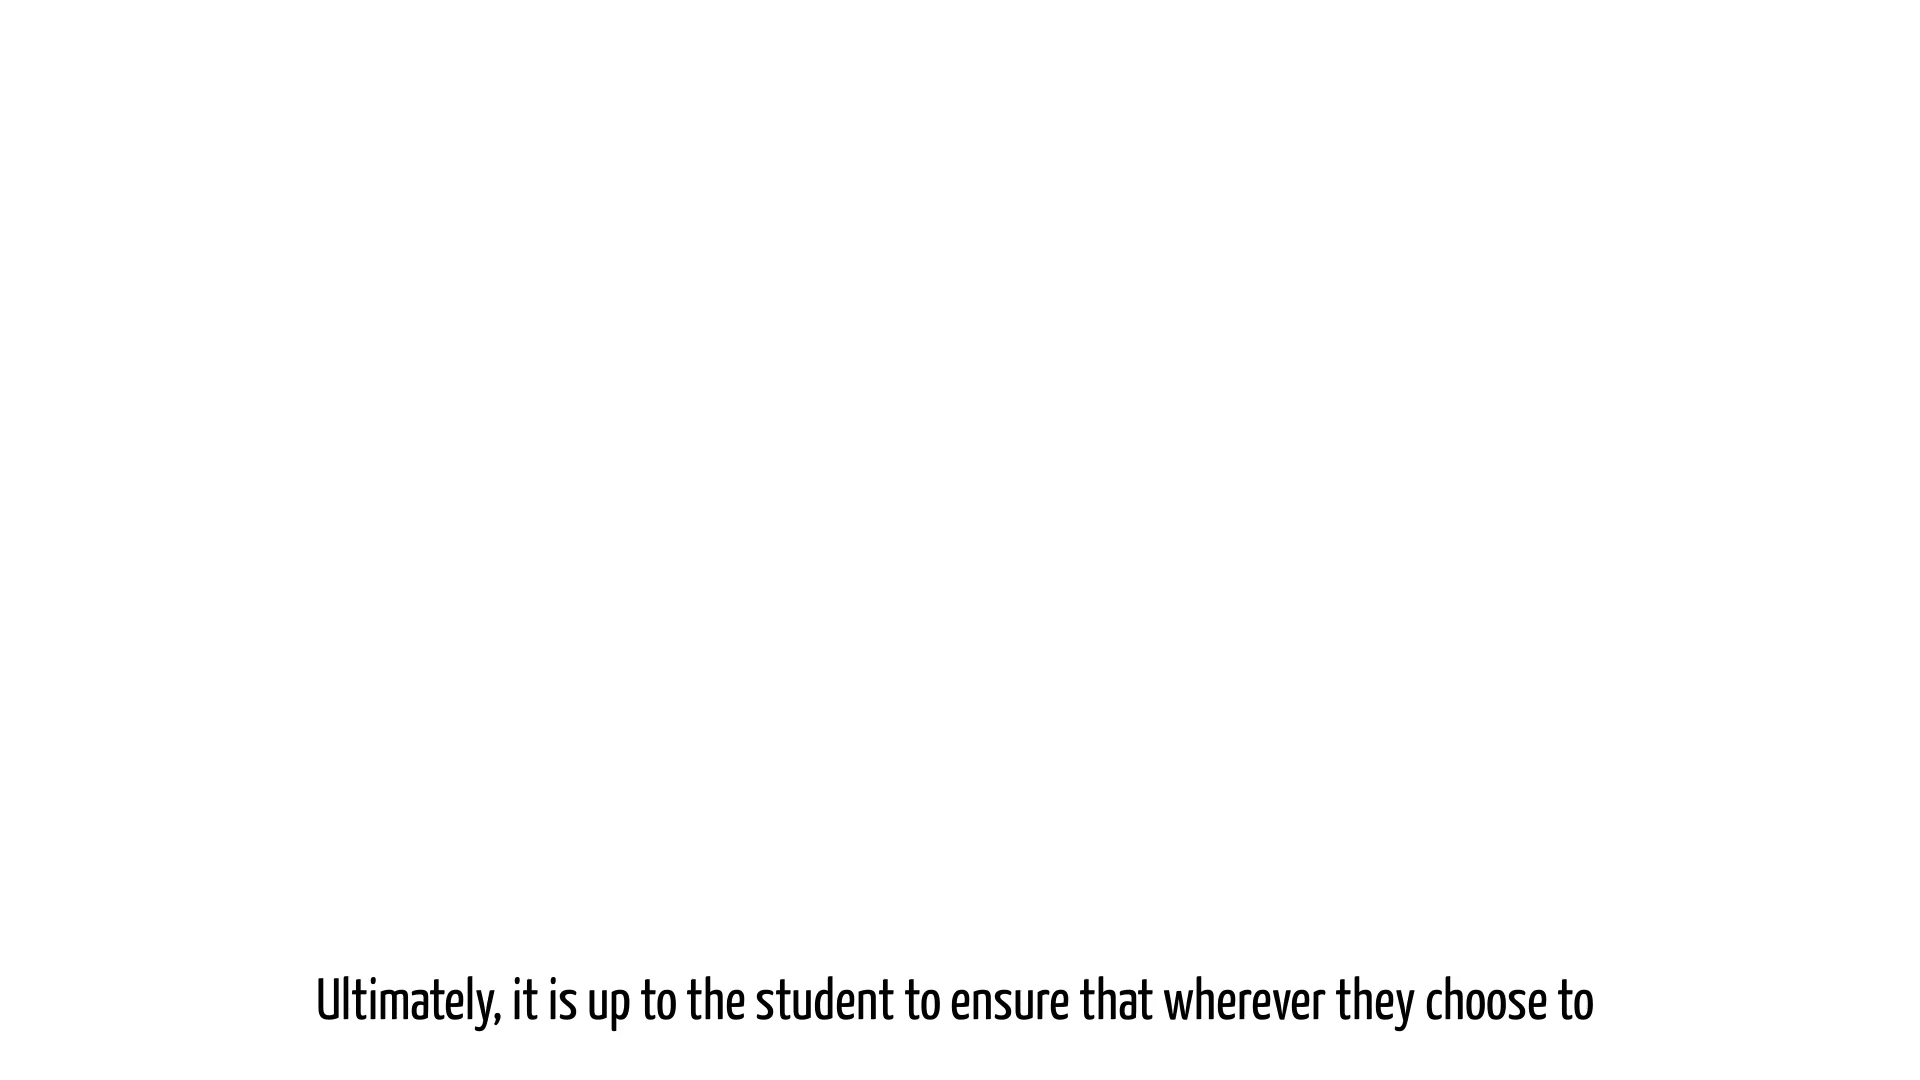 Ultimately, it is up to the student to ensure that wherever they choose to